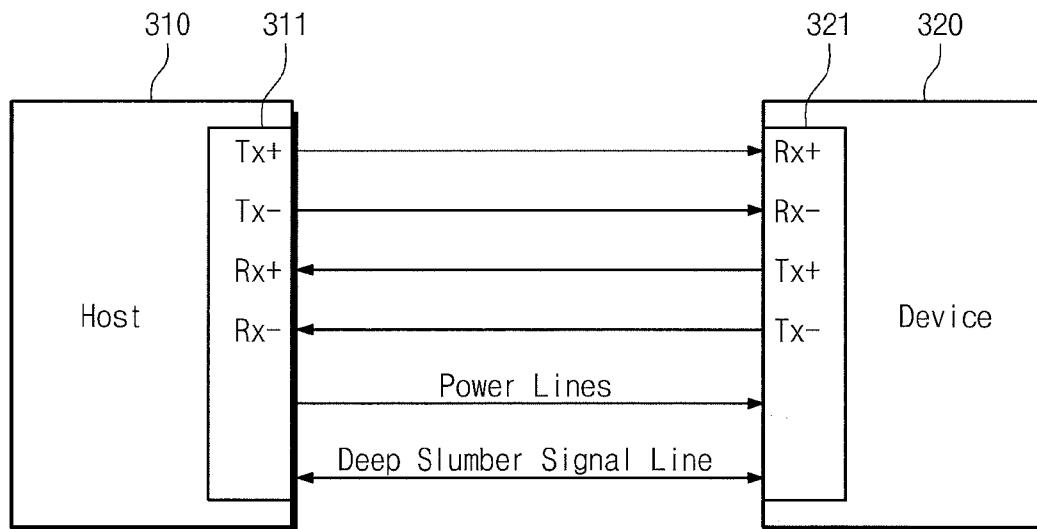 310 311 321 320
Tx+ Rx+
Tx- Rx-
Rx+ Tx+
Host Rx- Tx- Device
Power Lines
Deep Slumber Signal Line